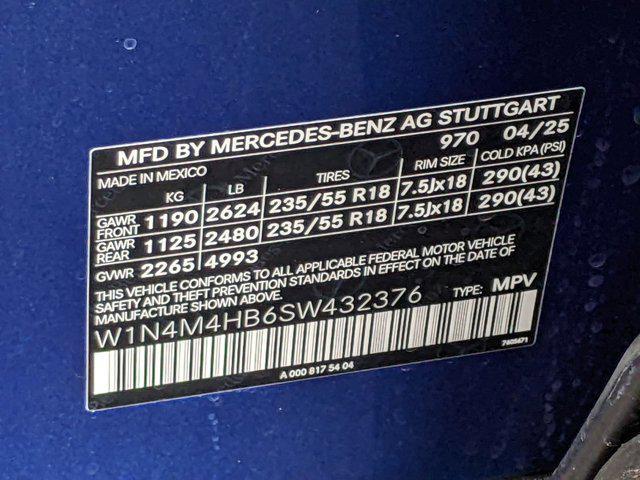 MFD BY MERCEDES-BENZ AG STUTTGART
MADE IN MEXICO 970 04/25
KG LB TIRES RIM SIZE COLD KPA (PSI)
GAWR FRONT 1190 2624 235/55 R18 7.5Jx18 290(43)
GAWR REAR 1125 2480 235/55 R18 7.5Jx18 290(43)
GVWR 2265 4993
THIS VEHICLE CONFORMS TO ALL APPLICABLE FEDERAL MOTOR VEHICLE
SAFETY AND THEFT PREVENTION STANDARDS IN EFFECT ON THE DATE OF
MANUFACTURE SHOWN ABOVE.
W1N4M4HB6SW432376 TYPE: MPV
7605671
A 000 817 54 04